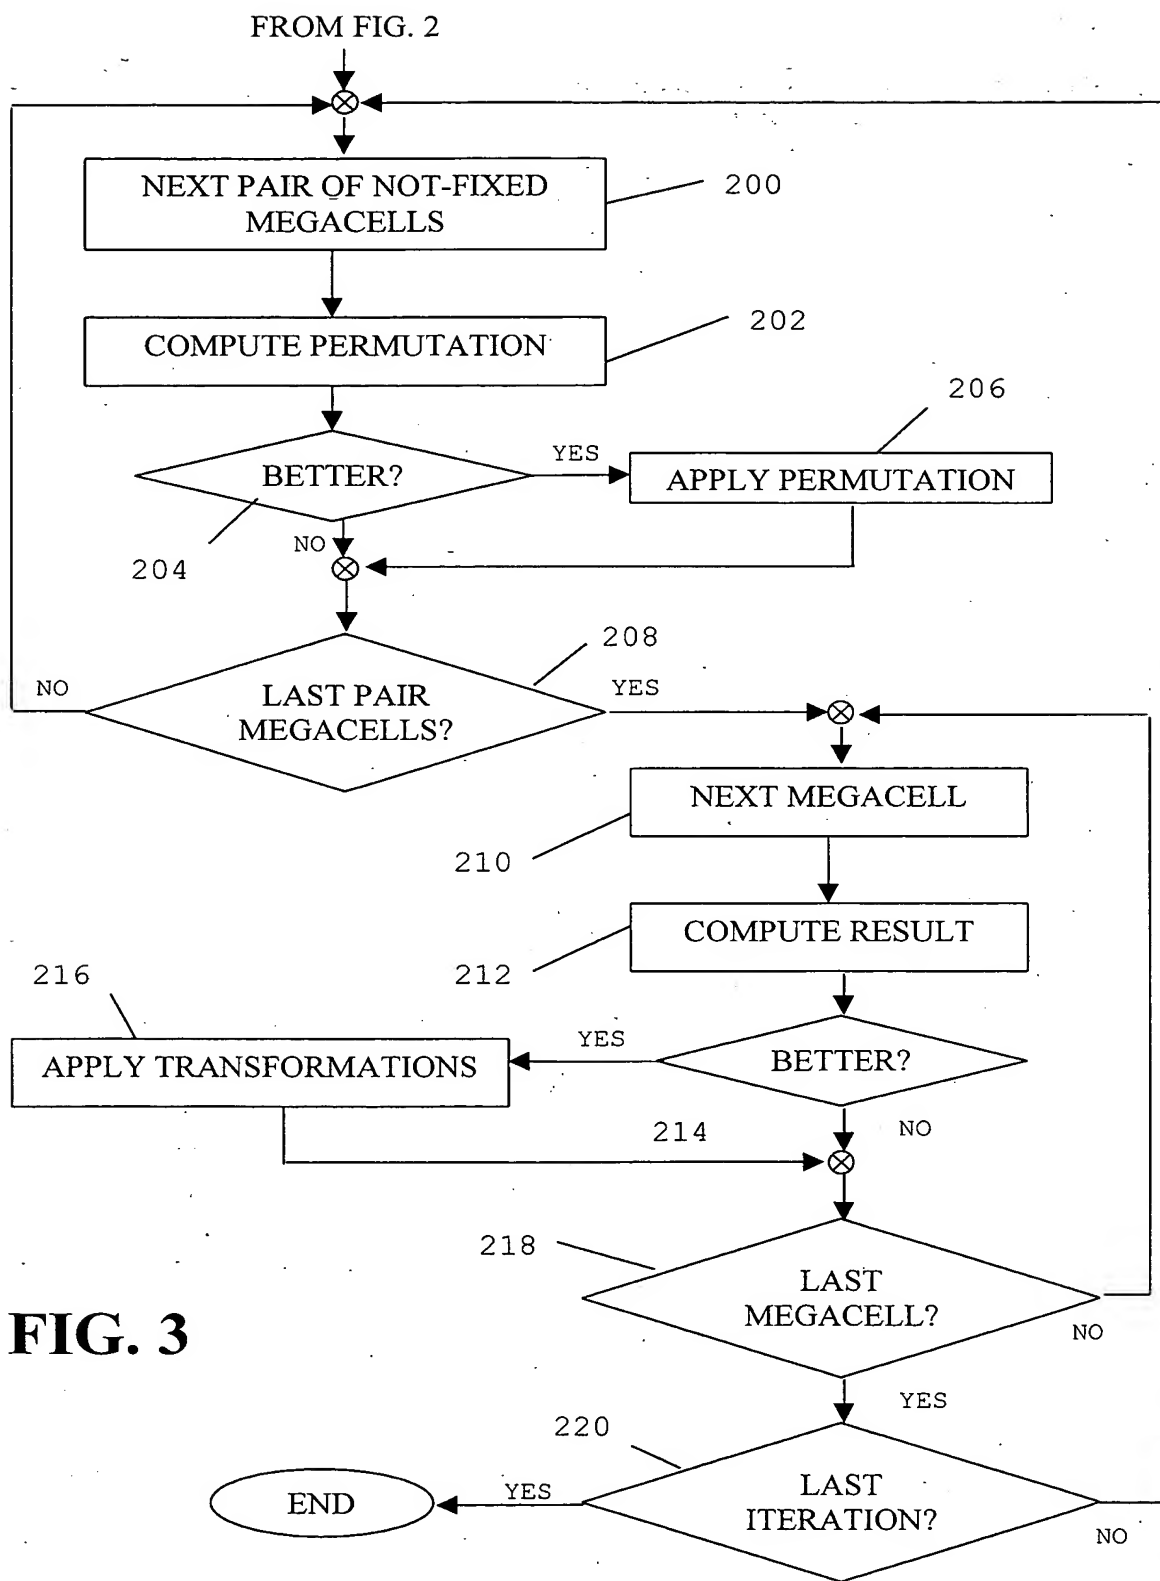 FROM FIG. 2
NEXT PAIR OF NOT-FIXED
MEGACELLS
200
COMPUTE PERMUTATION
202
206
BETTER?
YES
APPLY PERMUTATION
NO
204
208
NO
LAST PAIR
MEGACELLS?
YES
NEXT MEGACELL
210
COMPUTE RESULT
212
216
APPLY TRANSFORMATIONS
YES
BETTER?
214
NO
218
LAST
MEGACELL?
NO
FIG. 3
YES
220
END
YES
LAST
ITERATION?
NO